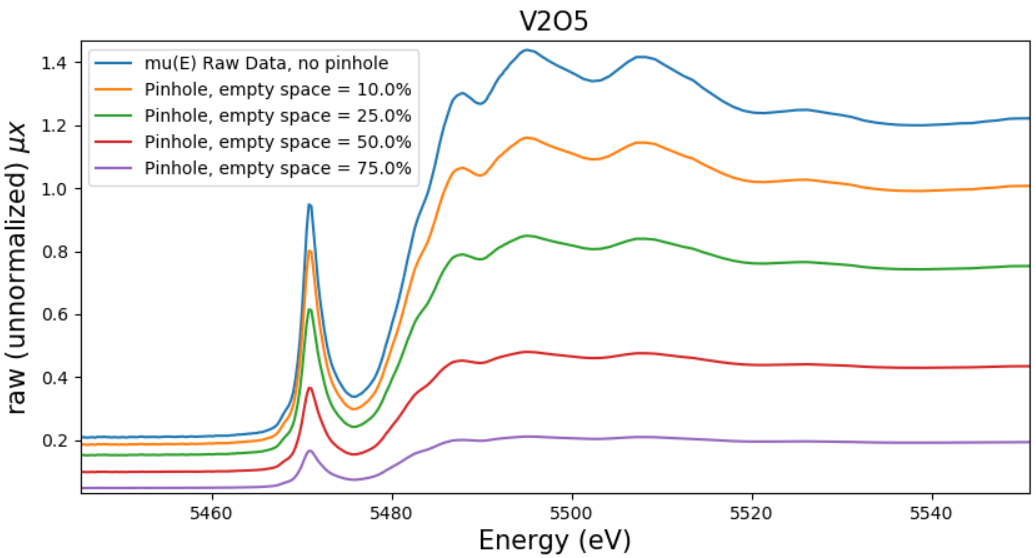 V2O5
mu(E) Raw Data, no pinhole
Pinhole, empty space = 10.0%
Pinhole, empty space = 25.0%
Pinhole, empty space = 50.0%
Pinhole, empty space = 75.0%
raw (unnormalized) μx
1.4
1.2
1.0
0.8
0.6
0.4
0.2
5460 5480 5500 5520 5540
Energy (eV)